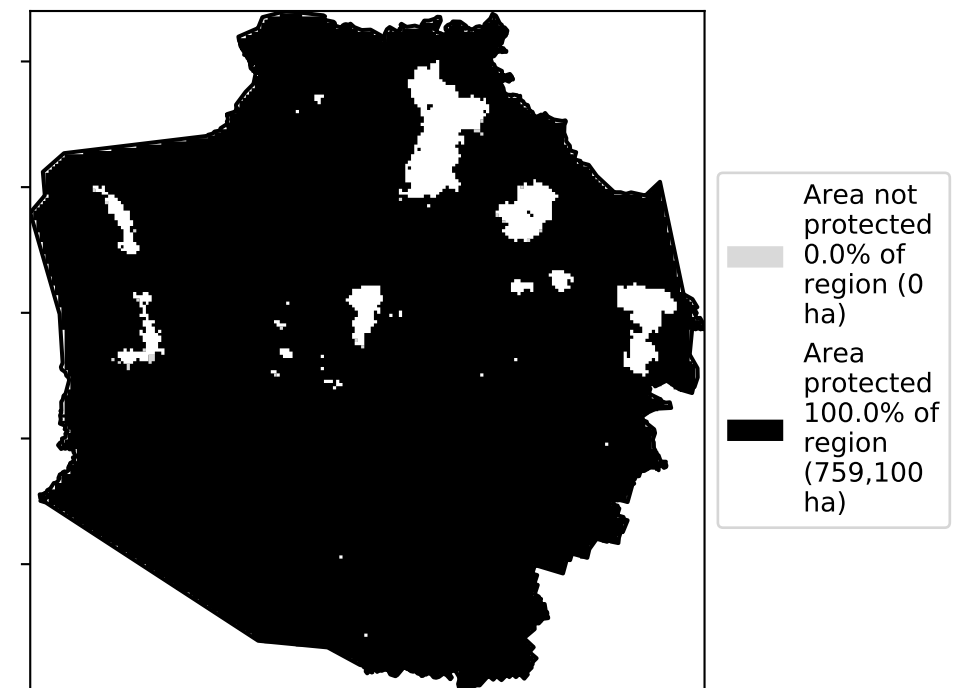 Area not
protected
0.0% of
region (0
ha)
Area
protected
100.0% of
region
(759,100
ha)